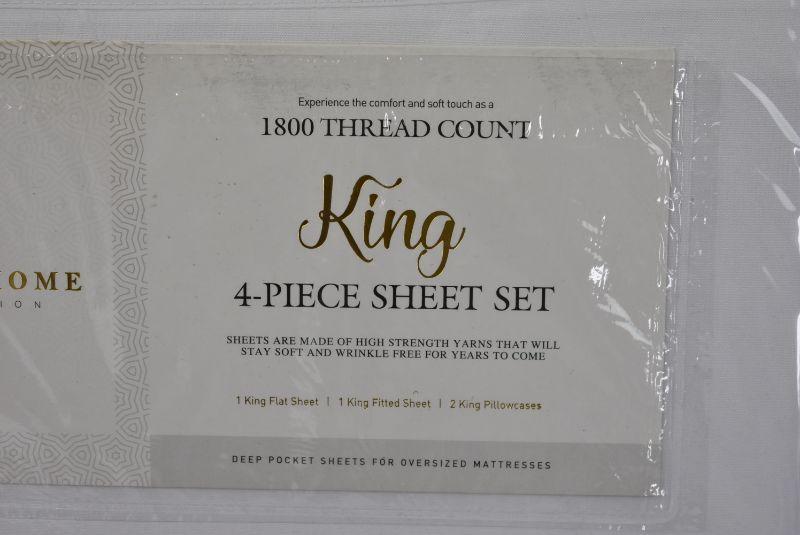 Experience the comfort and soft touch as a
1800 THREAD COUNT
King
4-PIECE SHEET SET
SHEETS ARE MADE OF HIGH STRENGTH YARNS THAT WILL
STAY SOFT AND WRINKLE FREE FOR YEARS TO COME
1 King Flat Sheet | 1 King Fitted Sheet | 2 King Pillowcases
DEEP POCKET SHEETS FOR OVERSIZED MATTRESSES
HOME
ION